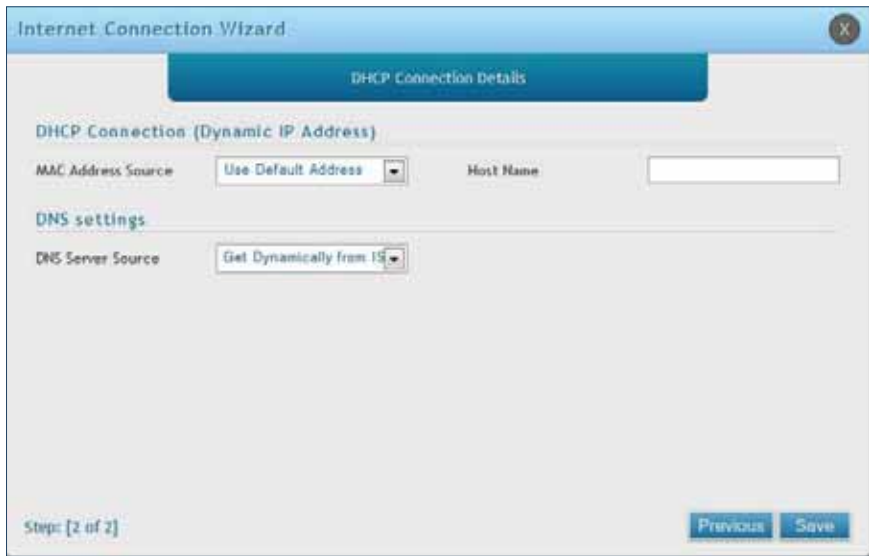 Internet Connection Wizard
X
DHCP Connection Details
DHCP Connection (Dynamic IP Address)
MAC Address Source Use Default Address Host Name
DNS settings
DNS Server Source Get Dynamically from IS
Step: [2 of 2] Previous Save